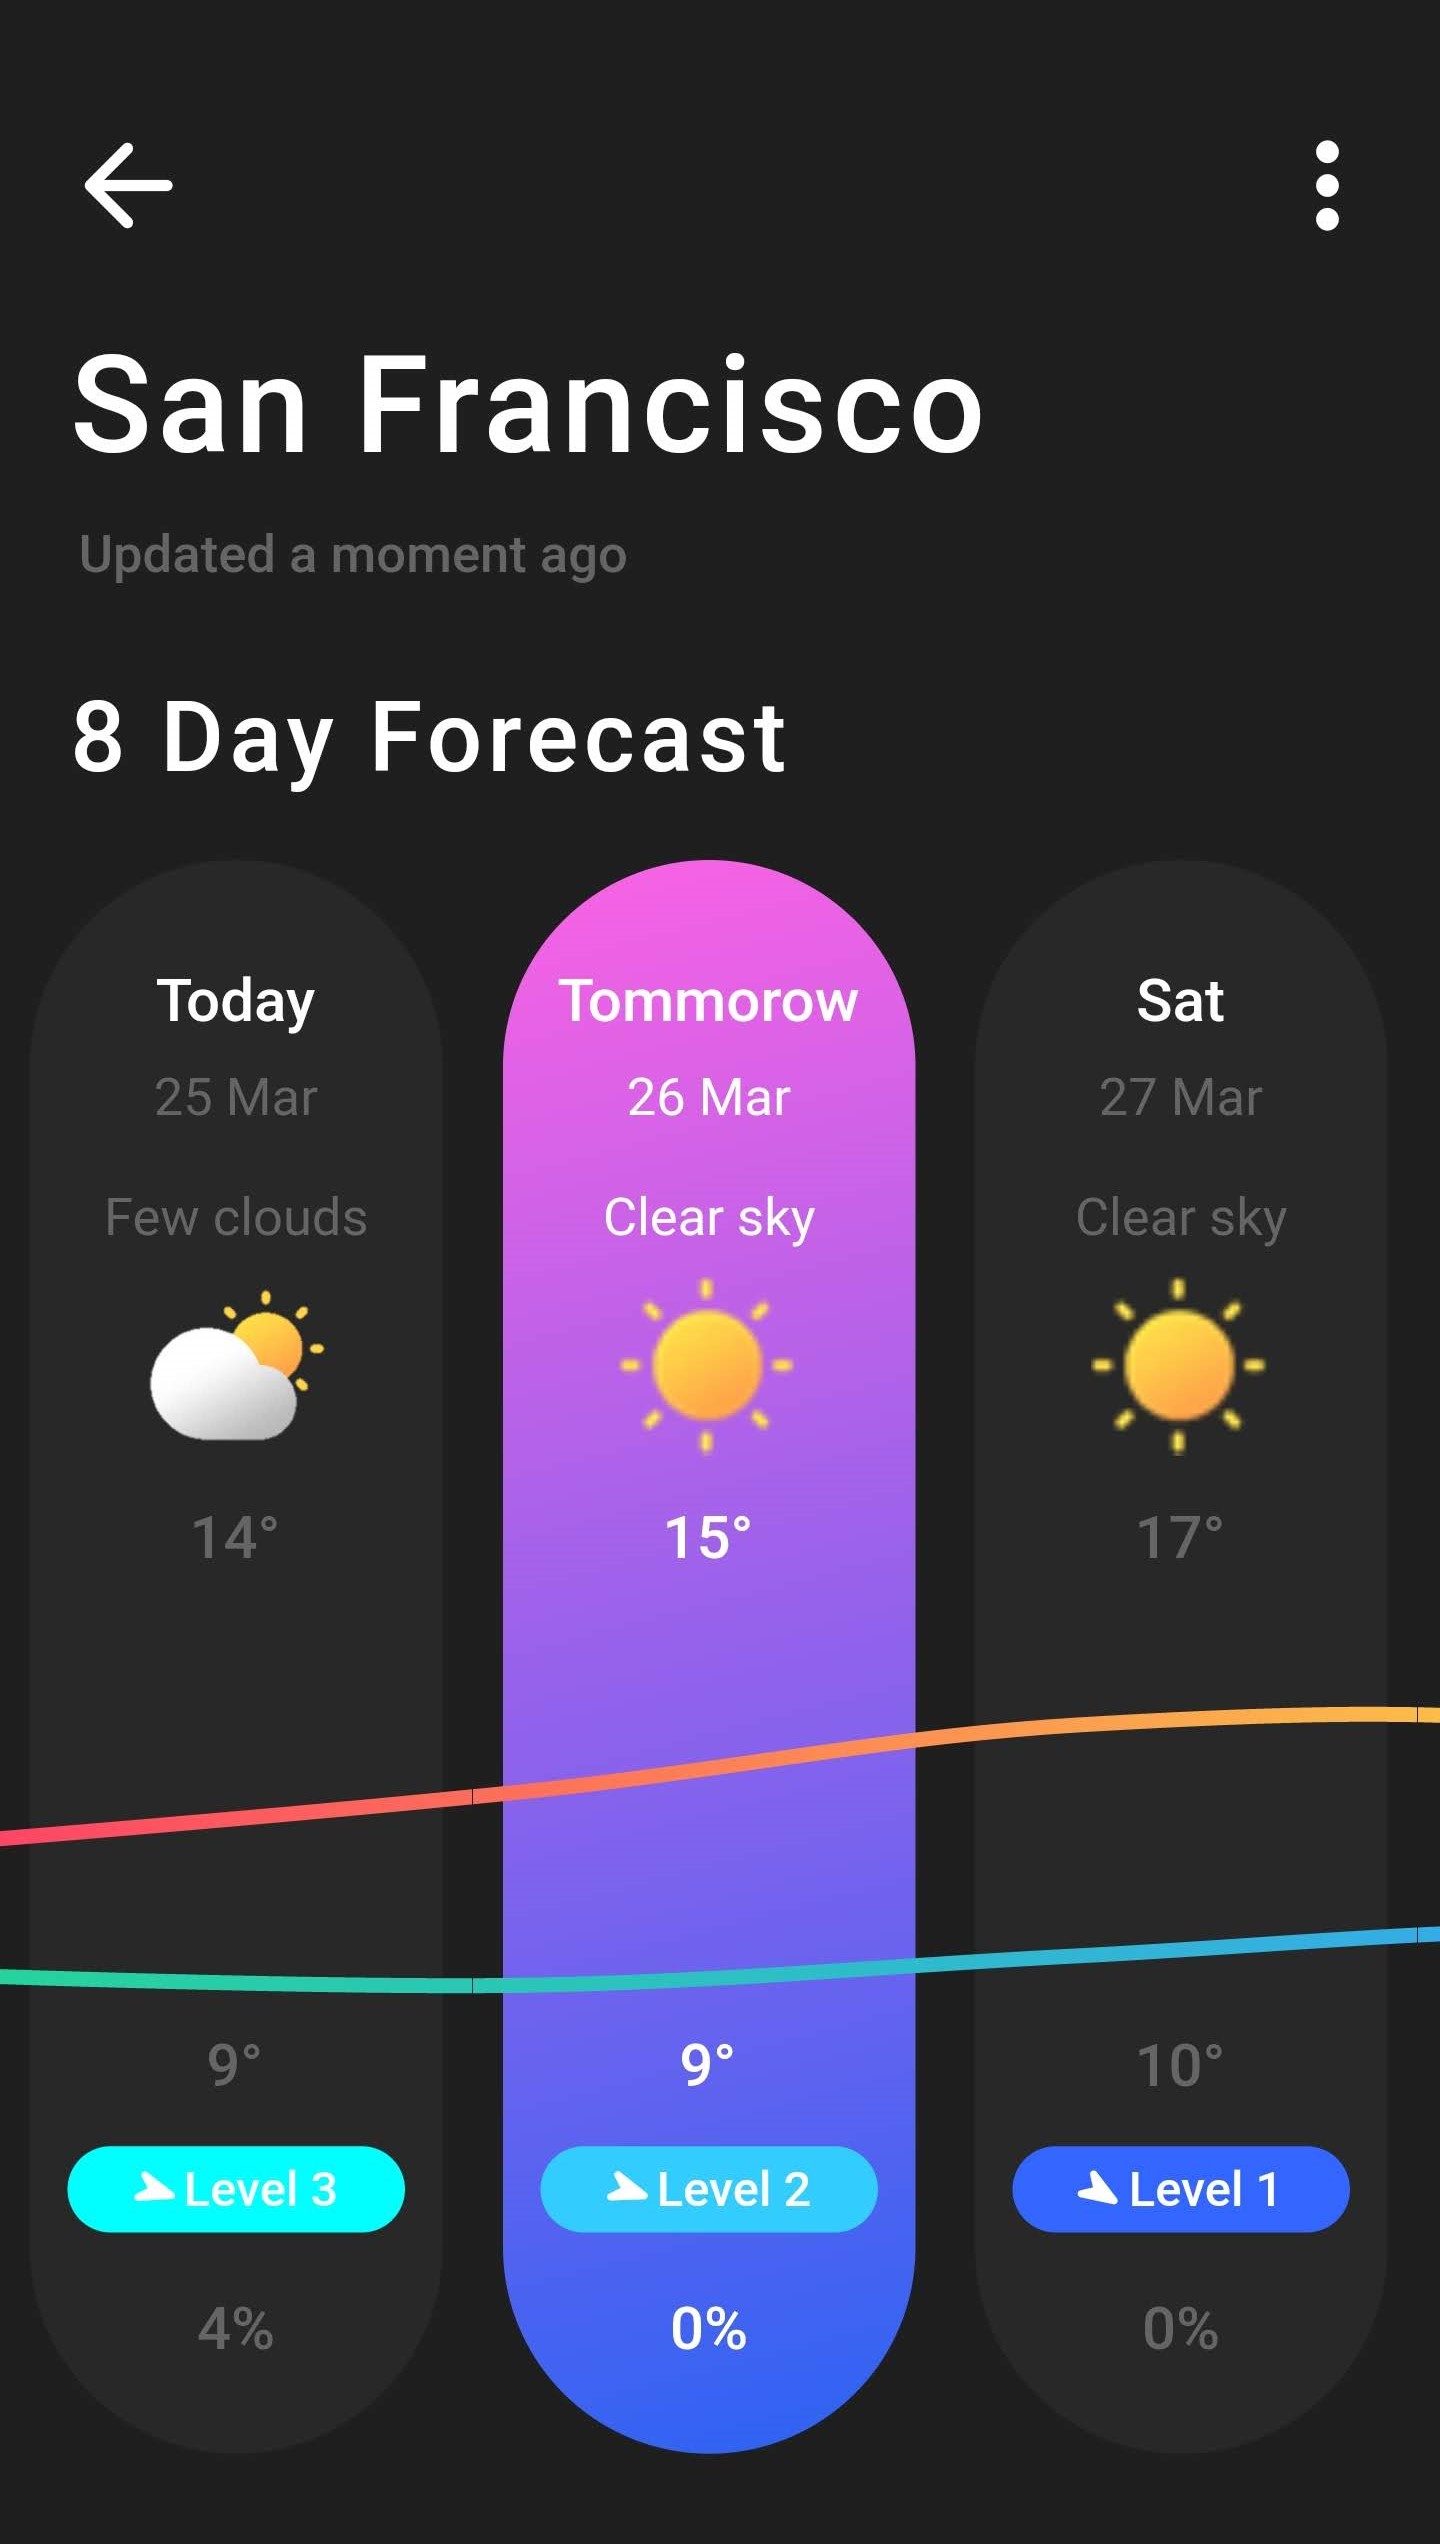 San Francisco
Updated a moment ago
8 Day Forecast
Today
25 Mar
Few clouds
14°
9°
Level 3
4%
Tommorow
26 Mar
Clear sky
15°
9°
Level 2
0%
Sat
27 Mar
Clear sky
17°
10°
Level 1
0%